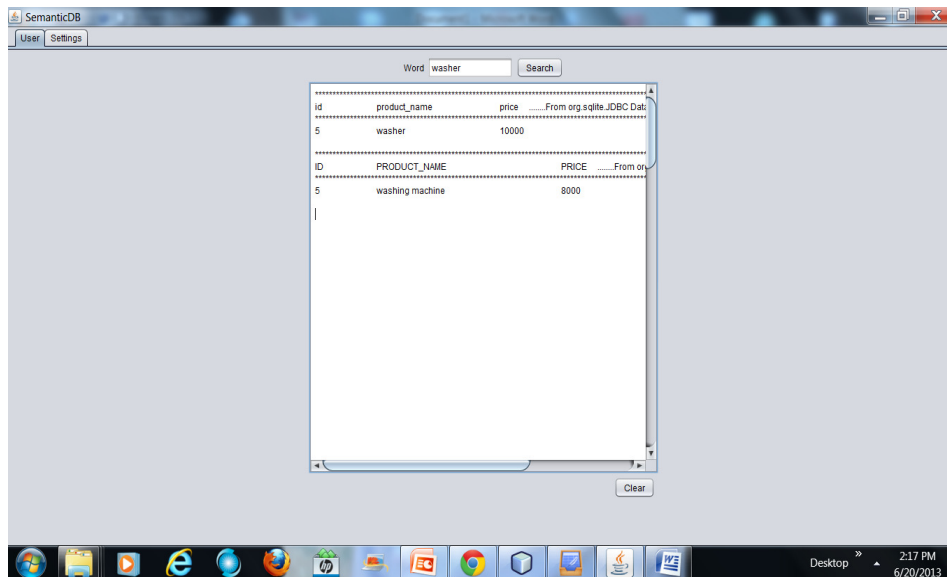 SemanticDB
User Settings
Word washer Search
********************************************************************************
id product_name price ........From org.sqlite.JDBC Data
********************************************************************************
5 washer 10000
********************************************************************************
ID PRODUCT_NAME PRICE ........From or
********************************************************************************
5 washing machine 8000
Clear
Desktop » 2:17 PM
6/20/2013